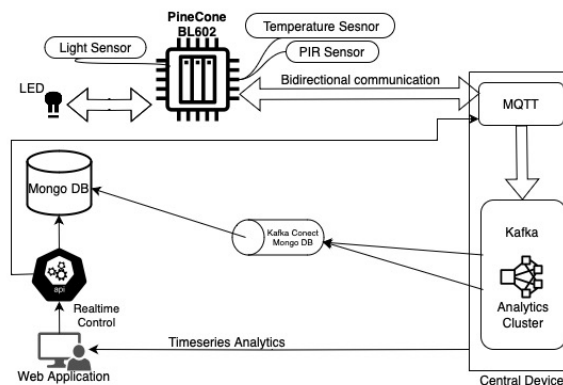 PineCone
BL602
Temperature Sesnor
Light Sensor
PIR Sensor
LED
Bidirectional communication
MQTT
Mongo DB
Kafka Conect
Mongo DB
Kafka
api
Analytics
Cluster
Realtime
Control
Timeseries Analytics
Web Application
Central Device